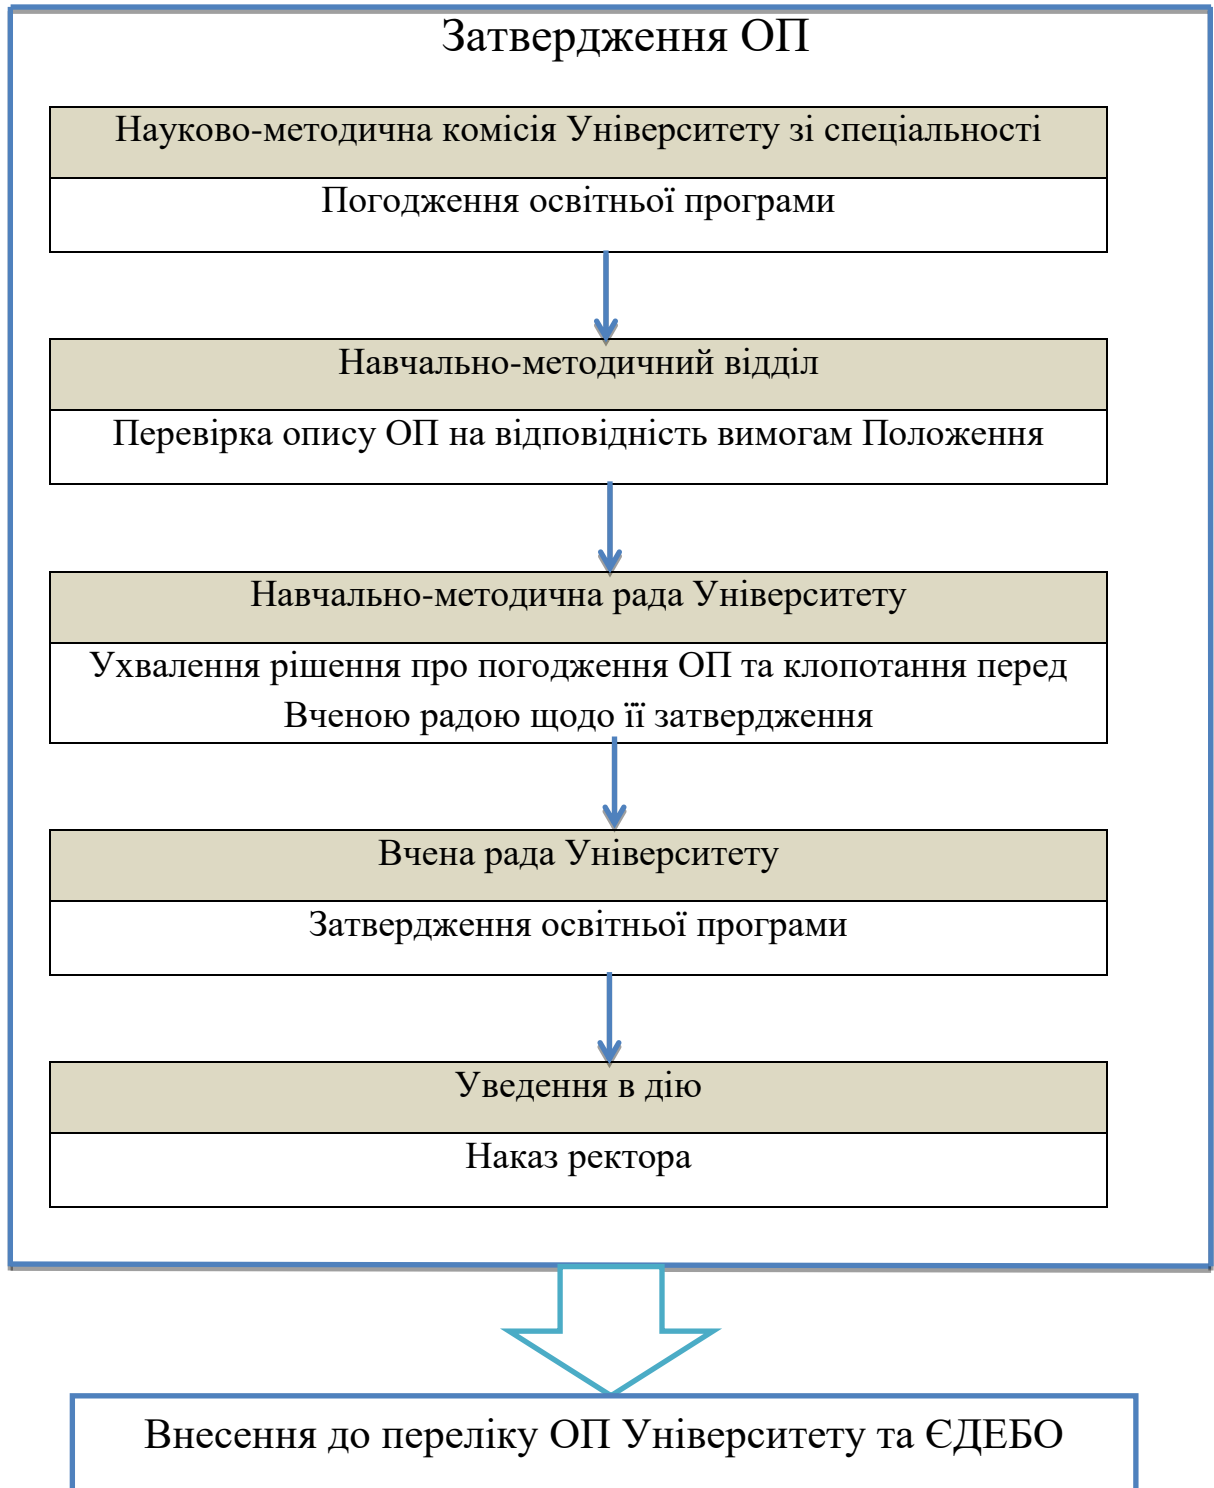 Затвердження ОП
Науково-методична комісія Університету зі спеціальності
Погодження освітньої програми
Навчально-методичний відділ
Перевірка опису ОП на відповідність вимогам Положення
Навчально-методична рада Університету
Ухвалення рішення про погодження ОП та клопотання перед
Вченою радою щодо її затвердження
Вчена рада Університету
Затвердження освітньої програми
Уведення в дію
Наказ ректора
Внесення до переліку ОП Університету та ЄДЕБО